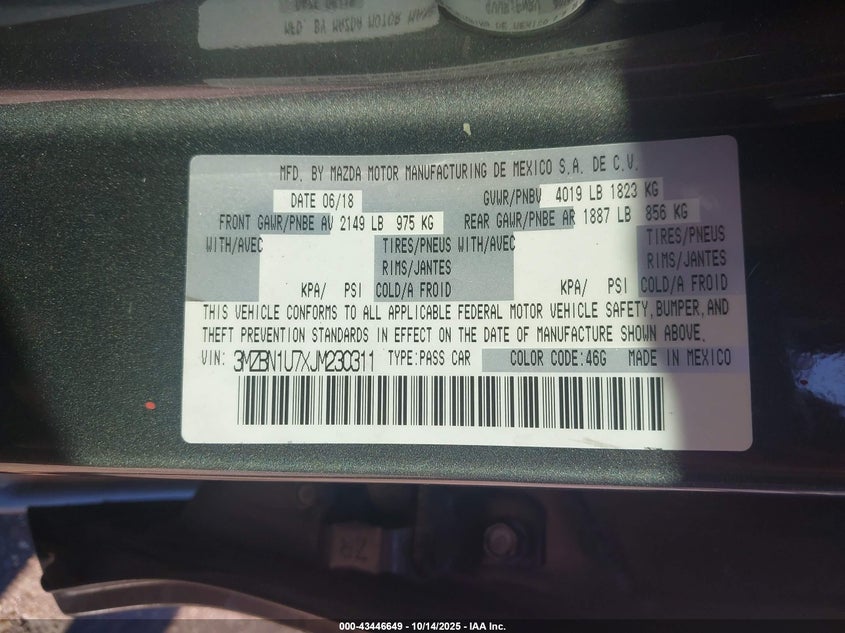 MFD. BY MAZDA MOTOR MANUFACTURING DE MEXICO S.A. DE C.V.
DATE 06/18 GVWR/PNBV 4019 LB 1823 KG
FRONT GAWR/PNBE AV 2149 LB 975 KG REAR GAWR/PNBE AR 1887 LB 856 KG
WITH/AVEC TIRES/PNEUS WITH/AVEC TIRES/PNEUS
RIMS/JANTES RIMS/JANTES
KPA/ PSI COLD/A FROID KPA/ PSI COLD/A FROID
THIS VEHICLE CONFORMS TO ALL APPLICABLE FEDERAL MOTOR VEHICLE SAFETY, BUMPER, AND
THEFT PREVENTION STANDARDS IN EFFECT ON THE DATE OF MANUFACTURE SHOWN ABOVE.
VIN: 3MZBN1U7XJM230311 TYPE:PASS CAR COLOR CODE:46G MADE IN MEXICO
000-43446649 | 10/14/2025 - IAA Inc.